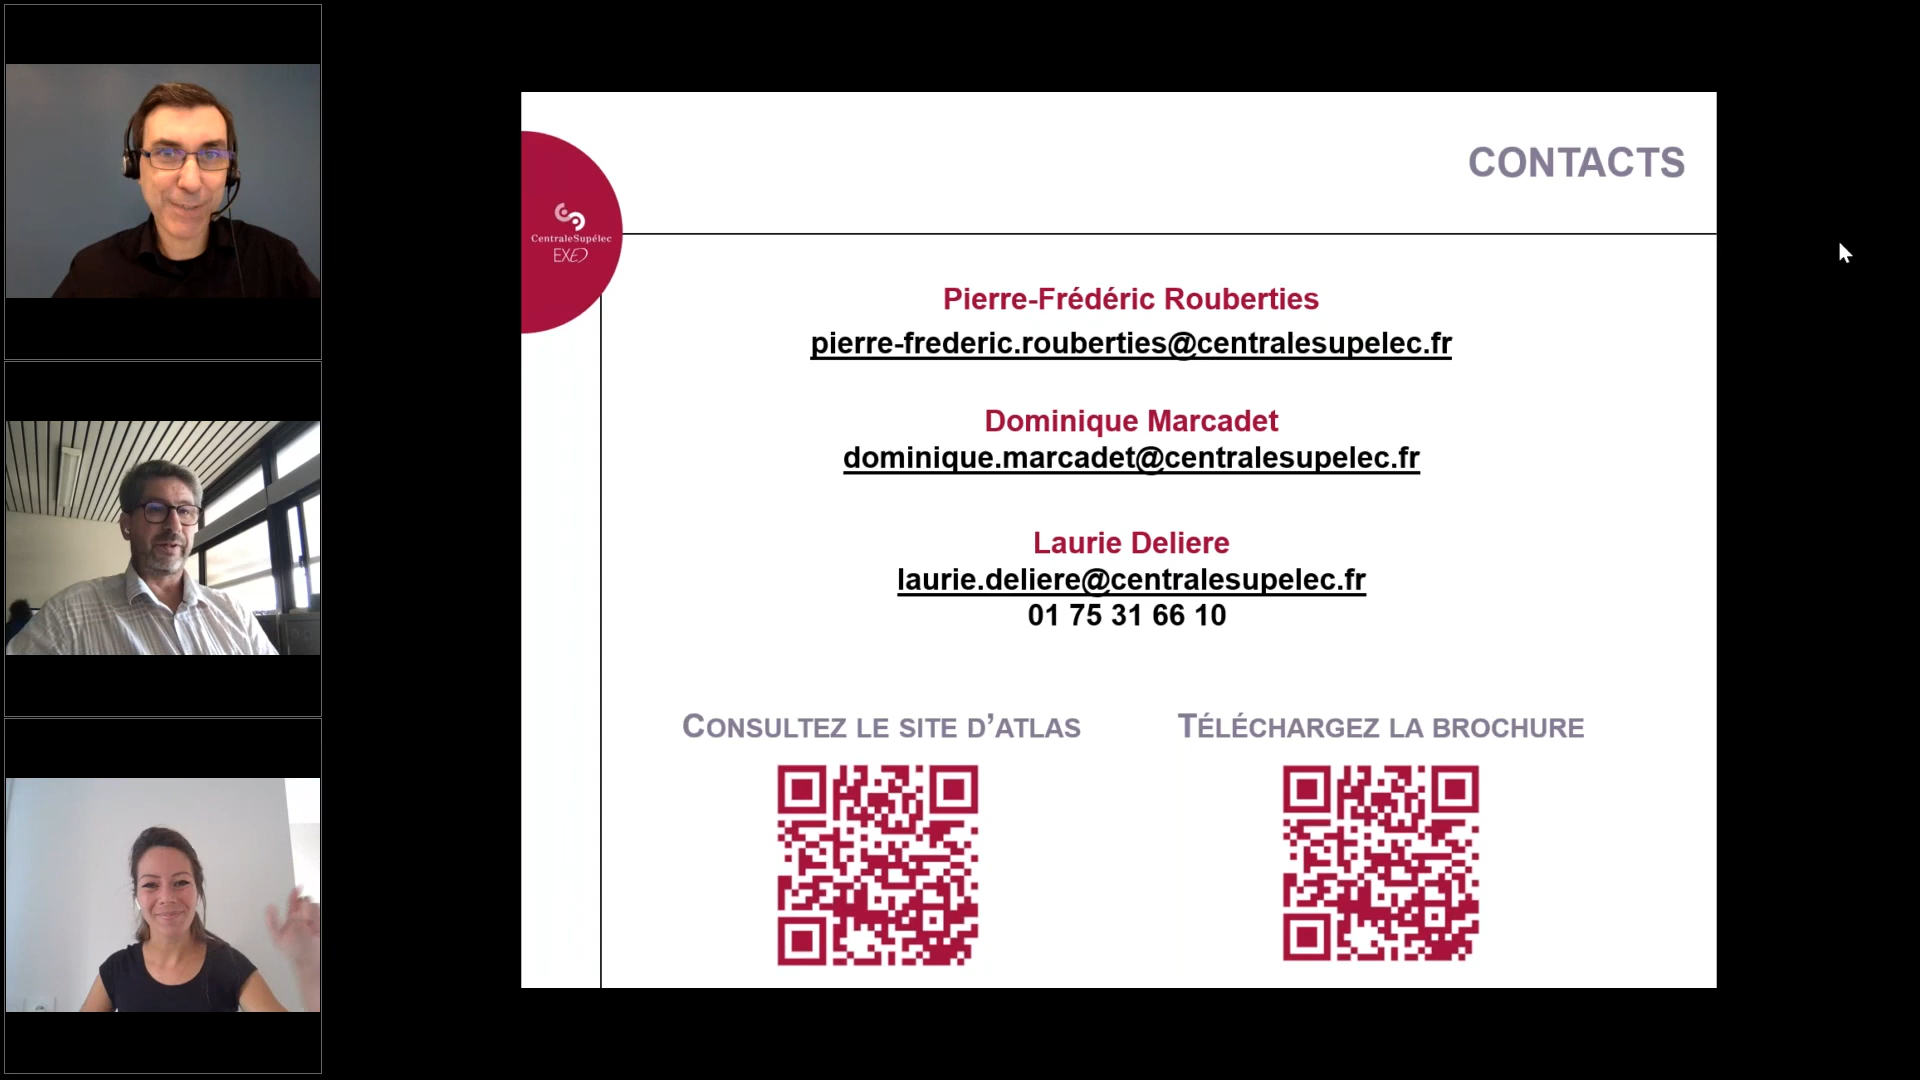 CONTACTS
CentraleSupélec
EXED
Pierre-Frédéric Rouberties
pierre-frederic.rouberties@centralesupelec.fr
Dominique Marcadet
dominique.marcadet@centralesupelec.fr
Laurie Deliere
laurie.deliere@centralesupelec.fr
01 75 31 66 10
CONSULTEZ LE SITE D'ATLAS
TÉLÉCHARGEZ LA BROCHURE